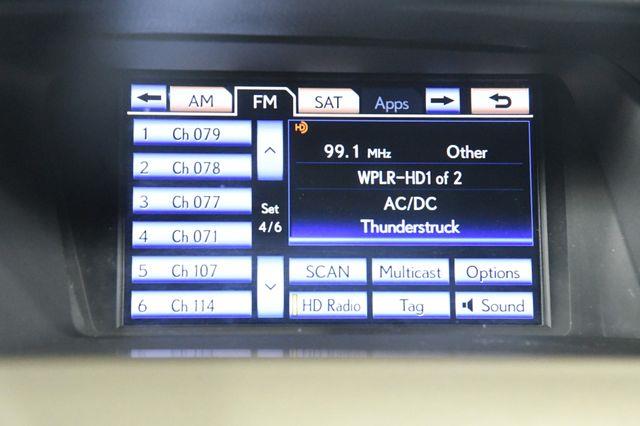 AM FM SAT Apps
1 Ch 079
2 Ch 078
3 Ch 077
4 Ch 071
5 Ch 107
6 Ch 114
Set
4/6
HD
99.1 MHz Other
WPLR-HD1 of 2
AC/DC
Thunderstruck
SCAN Multicast Options
HD Radio Tag Sound